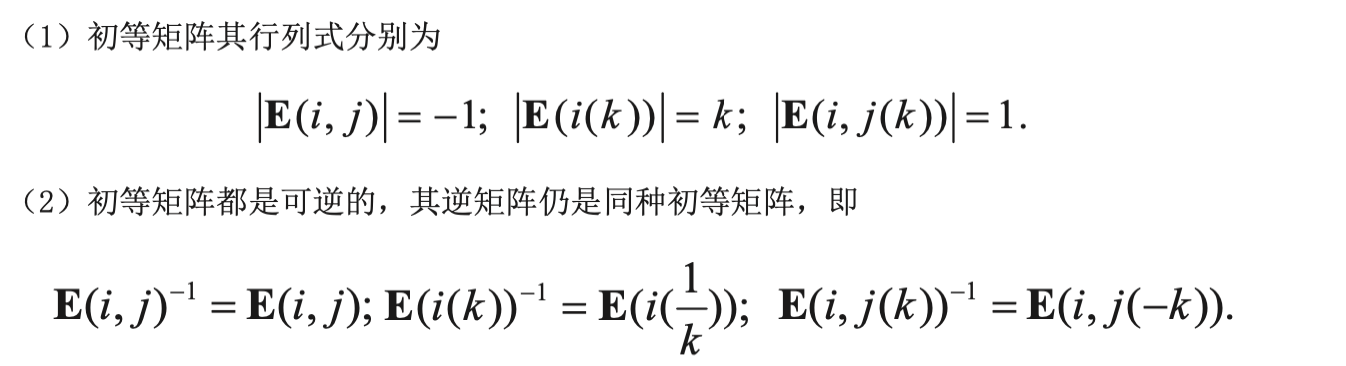 （1）初等矩阵其行列式分别为
|E(i, j)| = −1; |E(i(k))| = k; |E(i, j(k))| = 1.
（2）初等矩阵都是可逆的，其逆矩阵仍是同种初等矩阵，即
E(i, j)⁻¹ = E(i, j); E(i(k))⁻¹ = E(i(1/k)); E(i, j(k))⁻¹ = E(i, j(−k)).